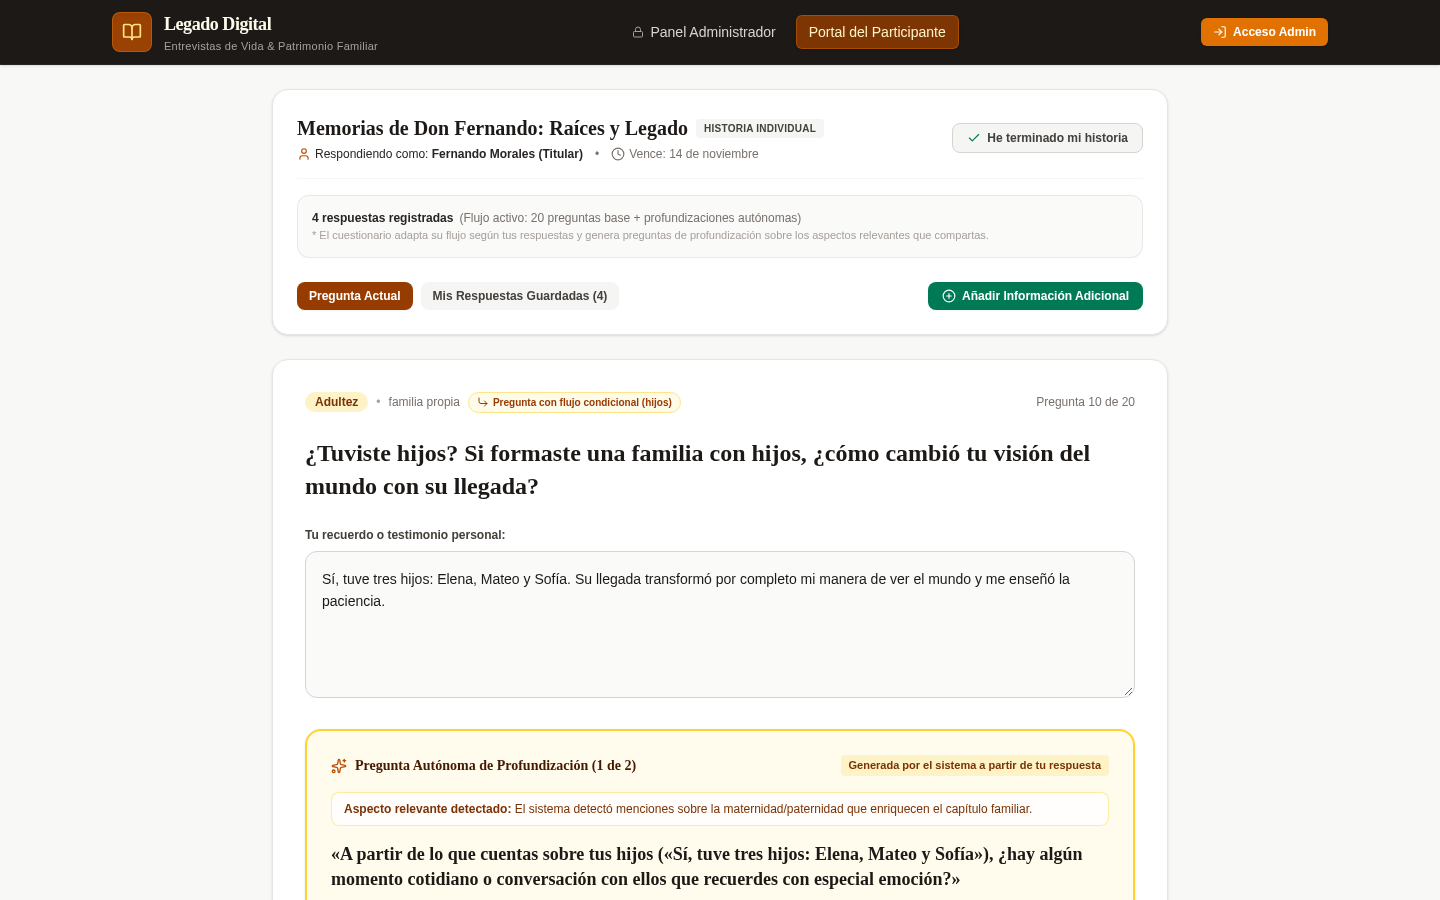 Legado Digital
Entrevistas de Vida & Patrimonio Familiar
Panel Administrador
Portal del Participante
Acceso Admin
Memorias de Don Fernando: Raíces y Legado
HISTORIA INDIVIDUAL
He terminado mi historia
Respondiendo como: Fernando Morales (Titular) • Vence: 14 de noviembre
4 respuestas registradas (Flujo activo: 20 preguntas base + profundizaciones autónomas)
* El cuestionario adapta su flujo según tus respuestas y genera preguntas de profundización sobre los aspectos relevantes que compartas.
Pregunta Actual
Mis Respuestas Guardadas (4)
Añadir Información Adicional
Adultez • familia propia
Pregunta con flujo condicional (hijos)
Pregunta 10 de 20
¿Tuviste hijos? Si formaste una familia con hijos, ¿cómo cambió tu visión del
mundo con su llegada?
Tu recuerdo o testimonio personal:
Sí, tuve tres hijos: Elena, Mateo y Sofía. Su llegada transformó por completo mi manera de ver el mundo y me enseñó la
paciencia.
Pregunta Autónoma de Profundización (1 de 2)
Generada por el sistema a partir de tu respuesta
Aspecto relevante detectado: El sistema detectó menciones sobre la maternidad/paternidad que enriquecen el capítulo familiar.
«A partir de lo que cuentas sobre tus hijos («Sí, tuve tres hijos: Elena, Mateo y Sofía»), ¿hay algún
momento cotidiano o conversación con ellos que recuerdes con especial emoción?»